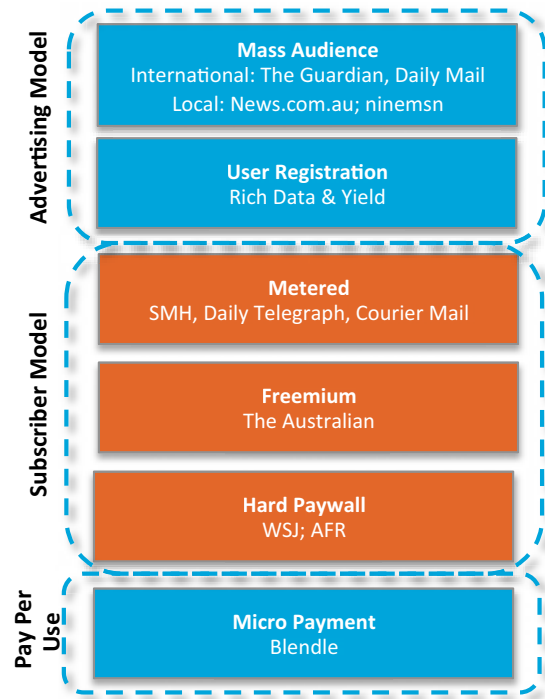 Advertising Model
Mass Audience
International: The Guardian, Daily Mail
Local: News.com.au; ninemsn
User Registration
Rich Data & Yield
Subscriber Model
Metered
SMH, Daily Telegraph, Courier Mail
Freemium
The Australian
Hard Paywall
WSJ; AFR
Pay Per
Use
Micro Payment
Blendle